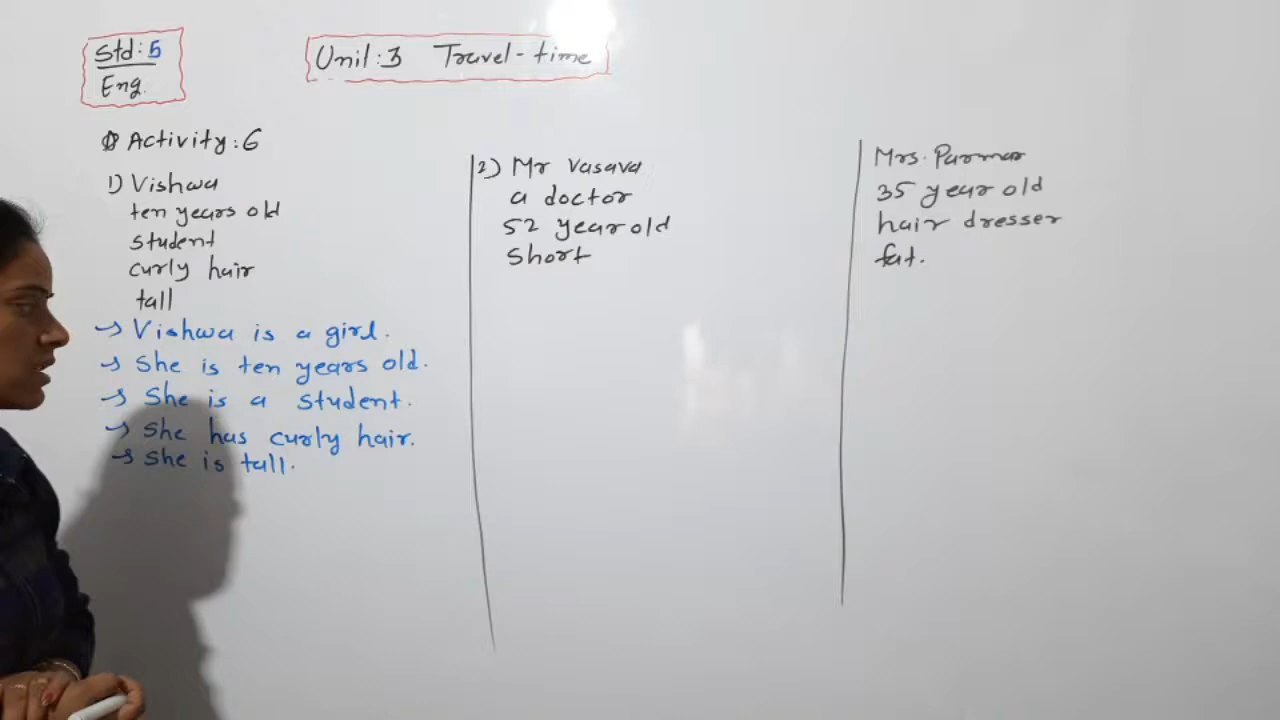 Std: 5
Eng.
Unit: 3 Travel-time
Activity: 6
1) Vishwa
ten years old
student
curly hair
tall
→ Vishwa is a girl.
→ She is ten years old.
→ She is a student.
→ She has curly hair.
→ She is tall.
2) Mr Vasava
a doctor
52 year old
short
Mrs. Parmar
35 year old
hair dresser
fat.